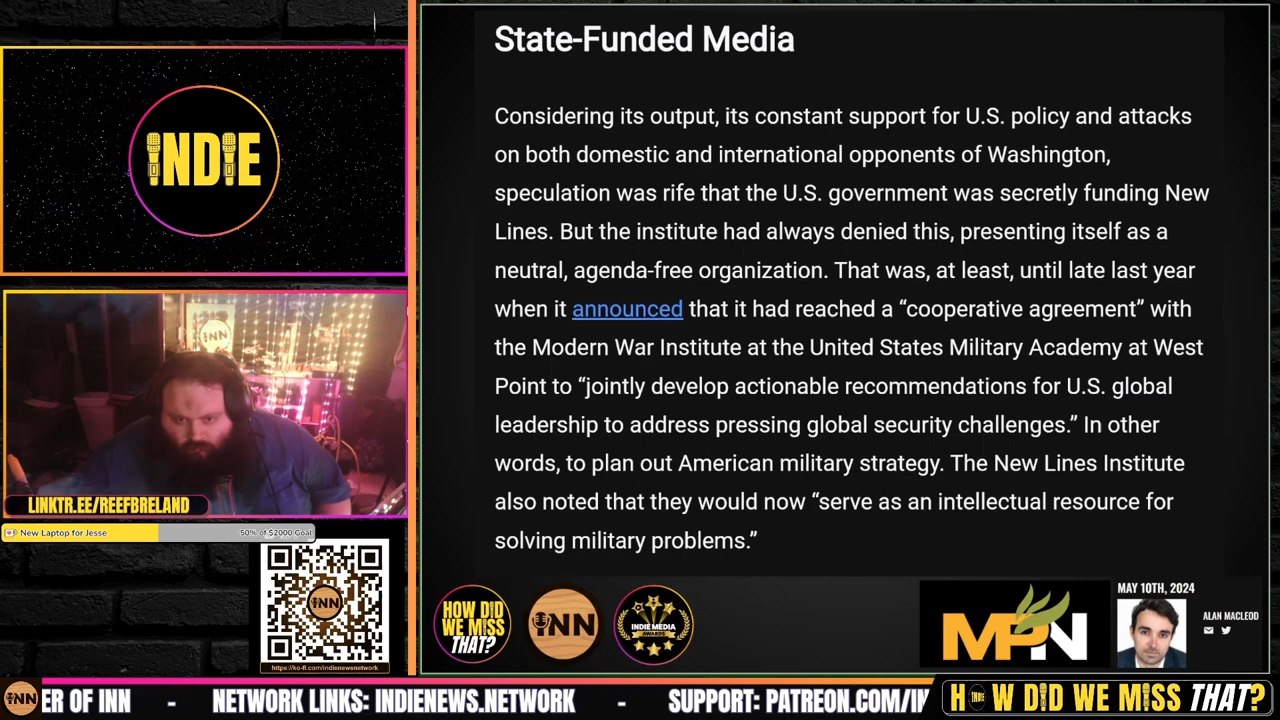 INDIE
INN
LINKTR.EE/REEFBRELAND
New Laptop for Jesse
50% of $2000 Goal
INN
https://ko-fi.com/indienewsnetwork
State-Funded Media
Considering its output, its constant support for U.S. policy and attacks
on both domestic and international opponents of Washington,
speculation was rife that the U.S. government was secretly funding New
Lines. But the institute had always denied this, presenting itself as a
neutral, agenda-free organization. That was, at least, until late last year
when it announced that it had reached a “cooperative agreement” with
the Modern War Institute at the United States Military Academy at West
Point to “jointly develop actionable recommendations for U.S. global
leadership to address pressing global security challenges.” In other
words, to plan out American military strategy. The New Lines Institute
also noted that they would now “serve as an intellectual resource for
solving military problems.”
HOW DID
WE MISS
THAT?
INN
INDIE MEDIA
AWARDS
MPN
MAY 10TH, 2024
ALAN MACLEOD
INN
ER OF INN - NETWORK LINKS: INDIENEWS.NETWORK - SUPPORT: PATREON.COM/IN
HOW DID WE MISS THAT?